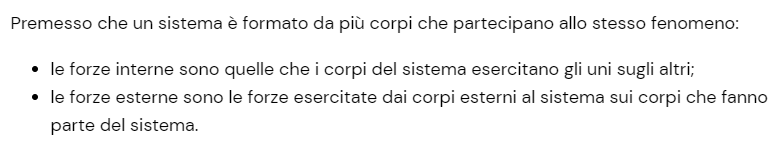 Premesso che un sistema è formato da più corpi che partecipano allo stesso fenomeno:
• le forze interne sono quelle che i corpi del sistema esercitano gli uni sugli altri;
• le forze esterne sono le forze esercitate dai corpi esterni al sistema sui corpi che fanno
parte del sistema.